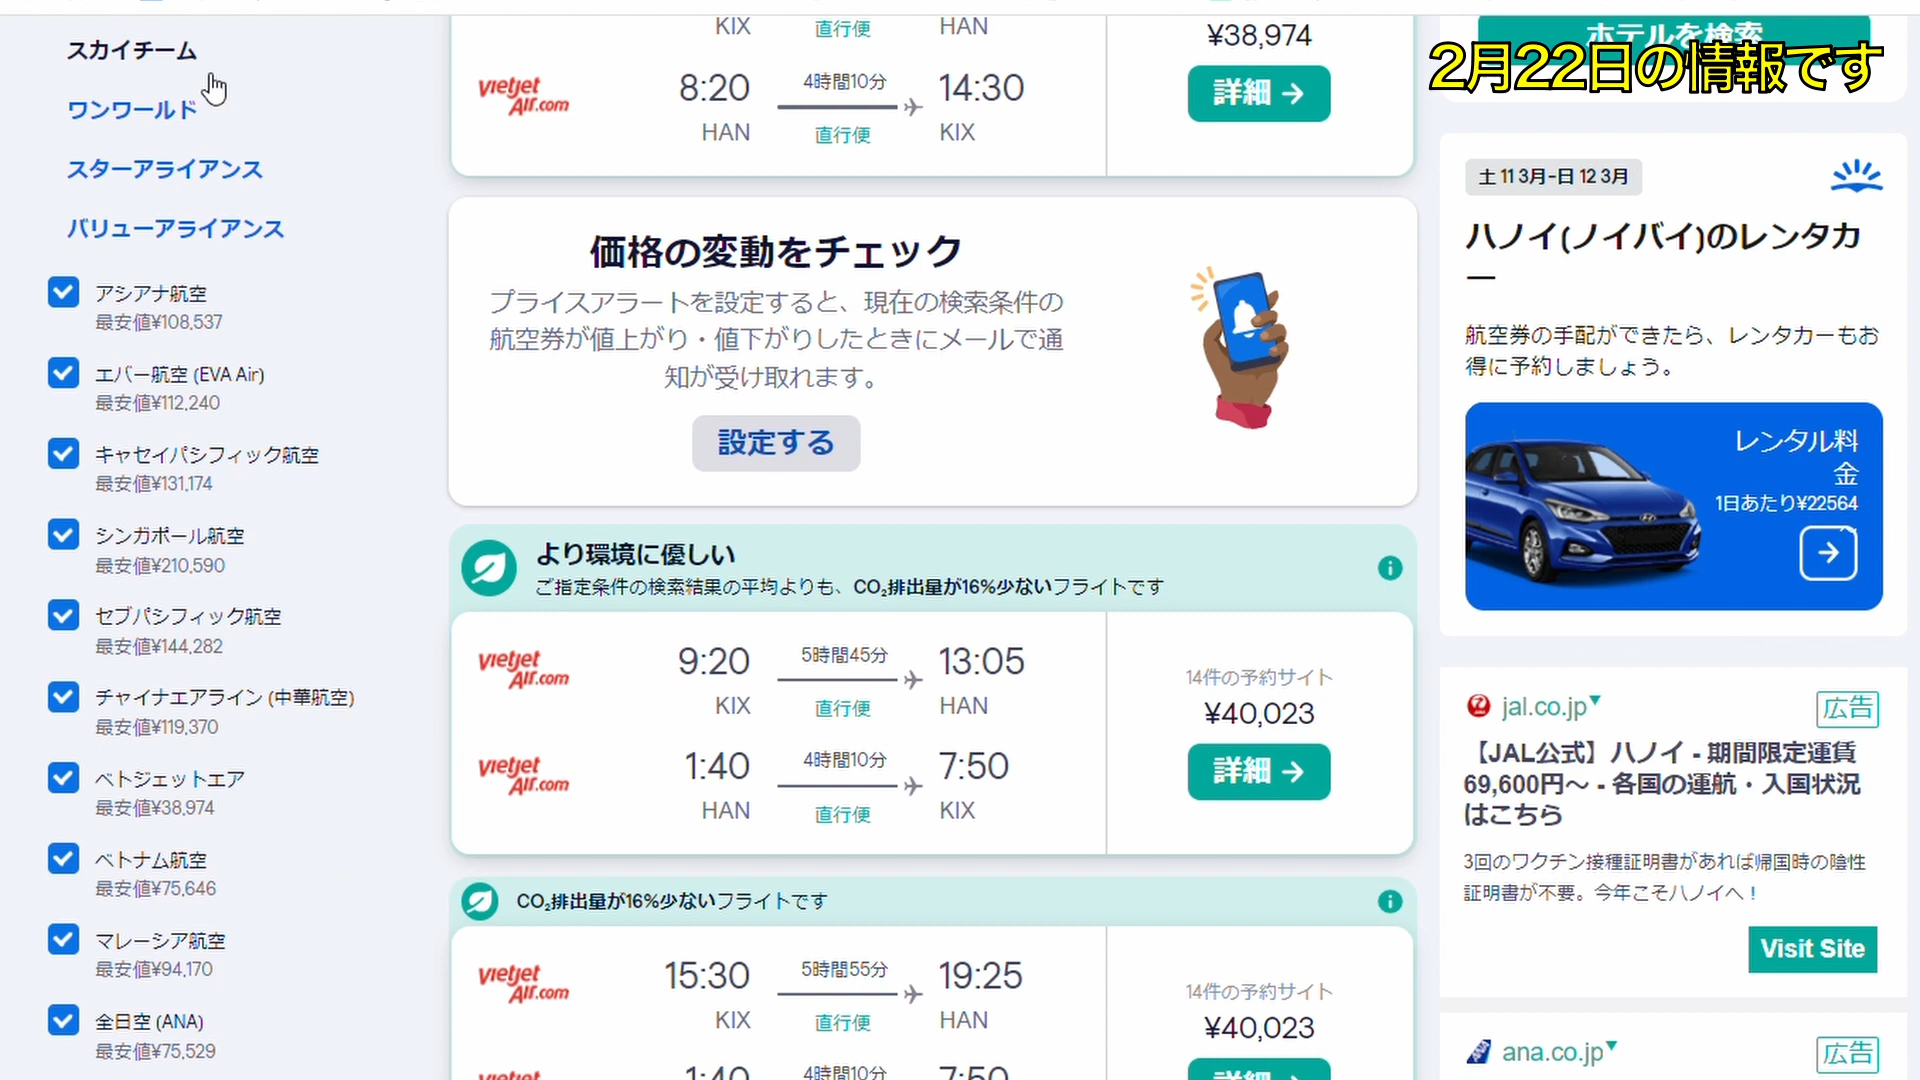 スカイチーム
ワンワールド
スターアライアンス
バリューアライアンス
アシアナ航空
最安値¥108,537
エバー航空 (EVA Air)
最安値¥112,240
キャセイパシフィック航空
最安値¥131,174
シンガポール航空
最安値¥210,590
セブパシフィック航空
最安値¥144,282
チャイナエアライン (中華航空)
最安値¥119,370
ベトジェットエア
最安値¥38,974
ベトナム航空
最安値¥75,646
マレーシア航空
最安値¥94,170
全日空 (ANA)
最安値¥75,529
KIX 直行便 HAN
¥38,974
vietjet Air.com
8:20 4時間10分 14:30
HAN 直行便 KIX
詳細
価格の変動をチェック
プライスアラートを設定すると、現在の検索条件の
航空券が値上がり・値下がりしたときにメールで通
知が受け取れます。
設定する
より環境に優しい
ご指定条件の検索結果の平均よりも、CO₂排出量が16%少ないフライトです
vietjet Air.com
9:20 5時間45分 13:05
KIX 直行便 HAN
vietjet Air.com
1:40 4時間10分 7:50
HAN 直行便 KIX
14件の予約サイト
¥40,023
詳細
CO₂排出量が16%少ないフライトです
vietjet Air.com
15:30 5時間55分 19:25
KIX 直行便 HAN
vietjet
1:40 4時間10分 7:50
14件の予約サイト
¥40,023
詳細
ホテルを検索
2月22日の情報です
土 11 3月-日 12 3月
ハノイ(ノイバイ)のレンタカ
ー
航空券の手配ができたら、レンタカーもお
得に予約しましょう。
レンタル料
金
1日あたり¥22564
jal.co.jp
広告
【JAL公式】ハノイ - 期間限定運賃
69,600円～ - 各国の運航・入国状況
はこちら
3回のワクチン接種証明書があれば帰国時の陰性
証明書が不要。今年こそハノイへ！
Visit Site
ana.co.jp
広告